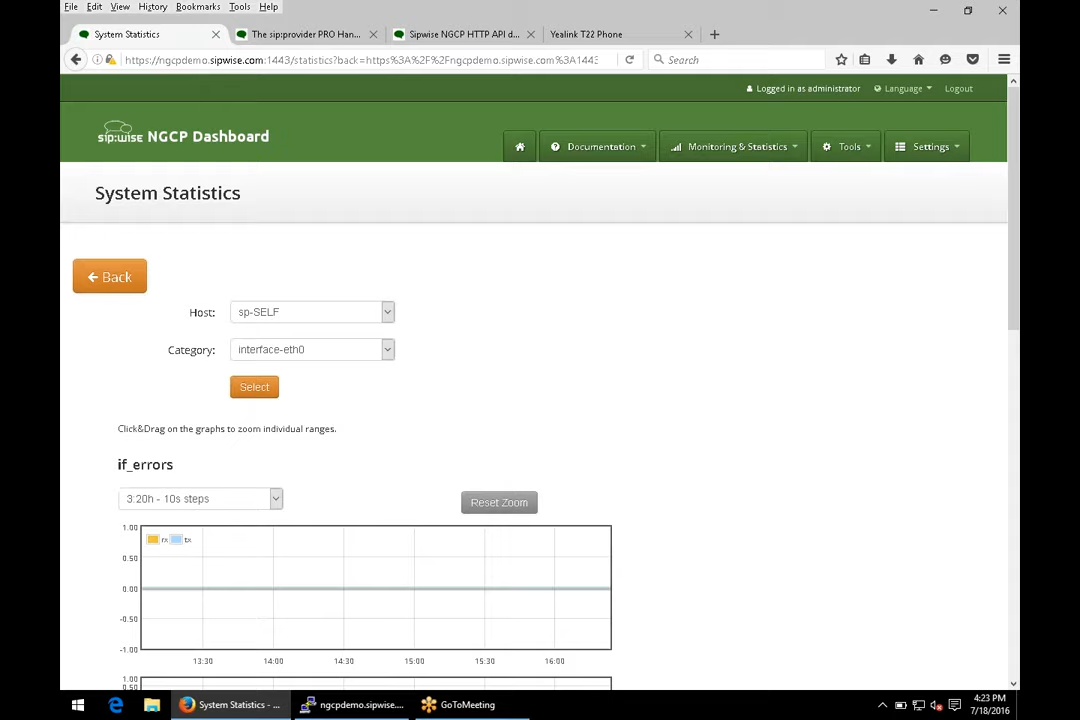 File Edit View History Bookmarks Tools Help
System Statistics
The sip:provider PRO Han...
Sipwise NGCP HTTP API d...
Yealink T22 Phone
https://ngcpdemo.sipwise.com:1443/statistics?back=https%3A%2F%2Fngcpdemo.sipwise.com%3A1443
Search
Logged in as administrator Language Logout
sip:wise NGCP Dashboard
Documentation Monitoring & Statistics Tools Settings
System Statistics
Back
Host: sp-SELF
Category: interface-eth0
Select
Click&Drag on the graphs to zoom individual ranges.
if_errors
3:20h - 10s steps Reset Zoom
1.00
rx tx
0.50
0.00
-0.50
-1.00
13:30 14:00 14:30 15:00 15:30 16:00
1.00
0.50
System Statistics - ... ngcpdemo.sipwise.... GoToMeeting
4:23 PM
7/18/2016